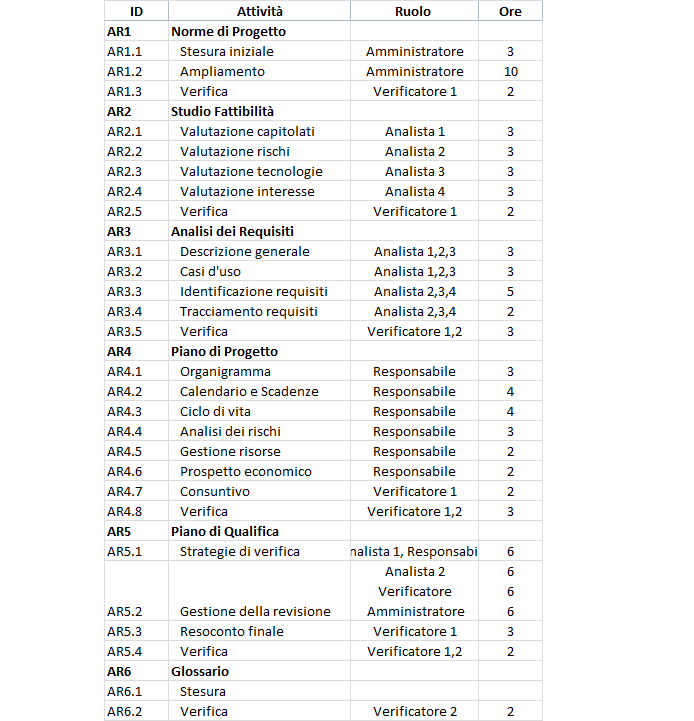 ID Attività Ruolo Ore
AR1 Norme di Progetto
AR1.1 Stesura iniziale Amministratore 3
AR1.2 Ampliamento Amministratore 10
AR1.3 Verifica Verificatore 1 2
AR2 Studio Fattibilità
AR2.1 Valutazione capitolati Analista 1 3
AR2.2 Valutazione rischi Analista 2 3
AR2.3 Valutazione tecnologie Analista 3 3
AR2.4 Valutazione interesse Analista 4 3
AR2.5 Verifica Verificatore 1 2
AR3 Analisi dei Requisiti
AR3.1 Descrizione generale Analista 1,2,3 3
AR3.2 Casi d'uso Analista 1,2,3 3
AR3.3 Identificazione requisiti Analista 2,3,4 5
AR3.4 Tracciamento requisiti Analista 2,3,4 2
AR3.5 Verifica Verificatore 1,2 3
AR4 Piano di Progetto
AR4.1 Organigramma Responsabile 3
AR4.2 Calendario e Scadenze Responsabile 4
AR4.3 Ciclo di vita Responsabile 4
AR4.4 Analisi dei rischi Responsabile 3
AR4.5 Gestione risorse Responsabile 2
AR4.6 Prospetto economico Responsabile 2
AR4.7 Consuntivo Verificatore 1 2
AR4.8 Verifica Verificatore 1,2 3
AR5 Piano di Qualifica
AR5.1 Strategie di verifica nalista 1, Responsabi 6
Analista 2 6
Verificatore 6
AR5.2 Gestione della revisione Amministratore 6
AR5.3 Resoconto finale Verificatore 1 3
AR5.4 Verifica Verificatore 1,2 2
AR6 Glossario
AR6.1 Stesura
AR6.2 Verifica Verificatore 2 2